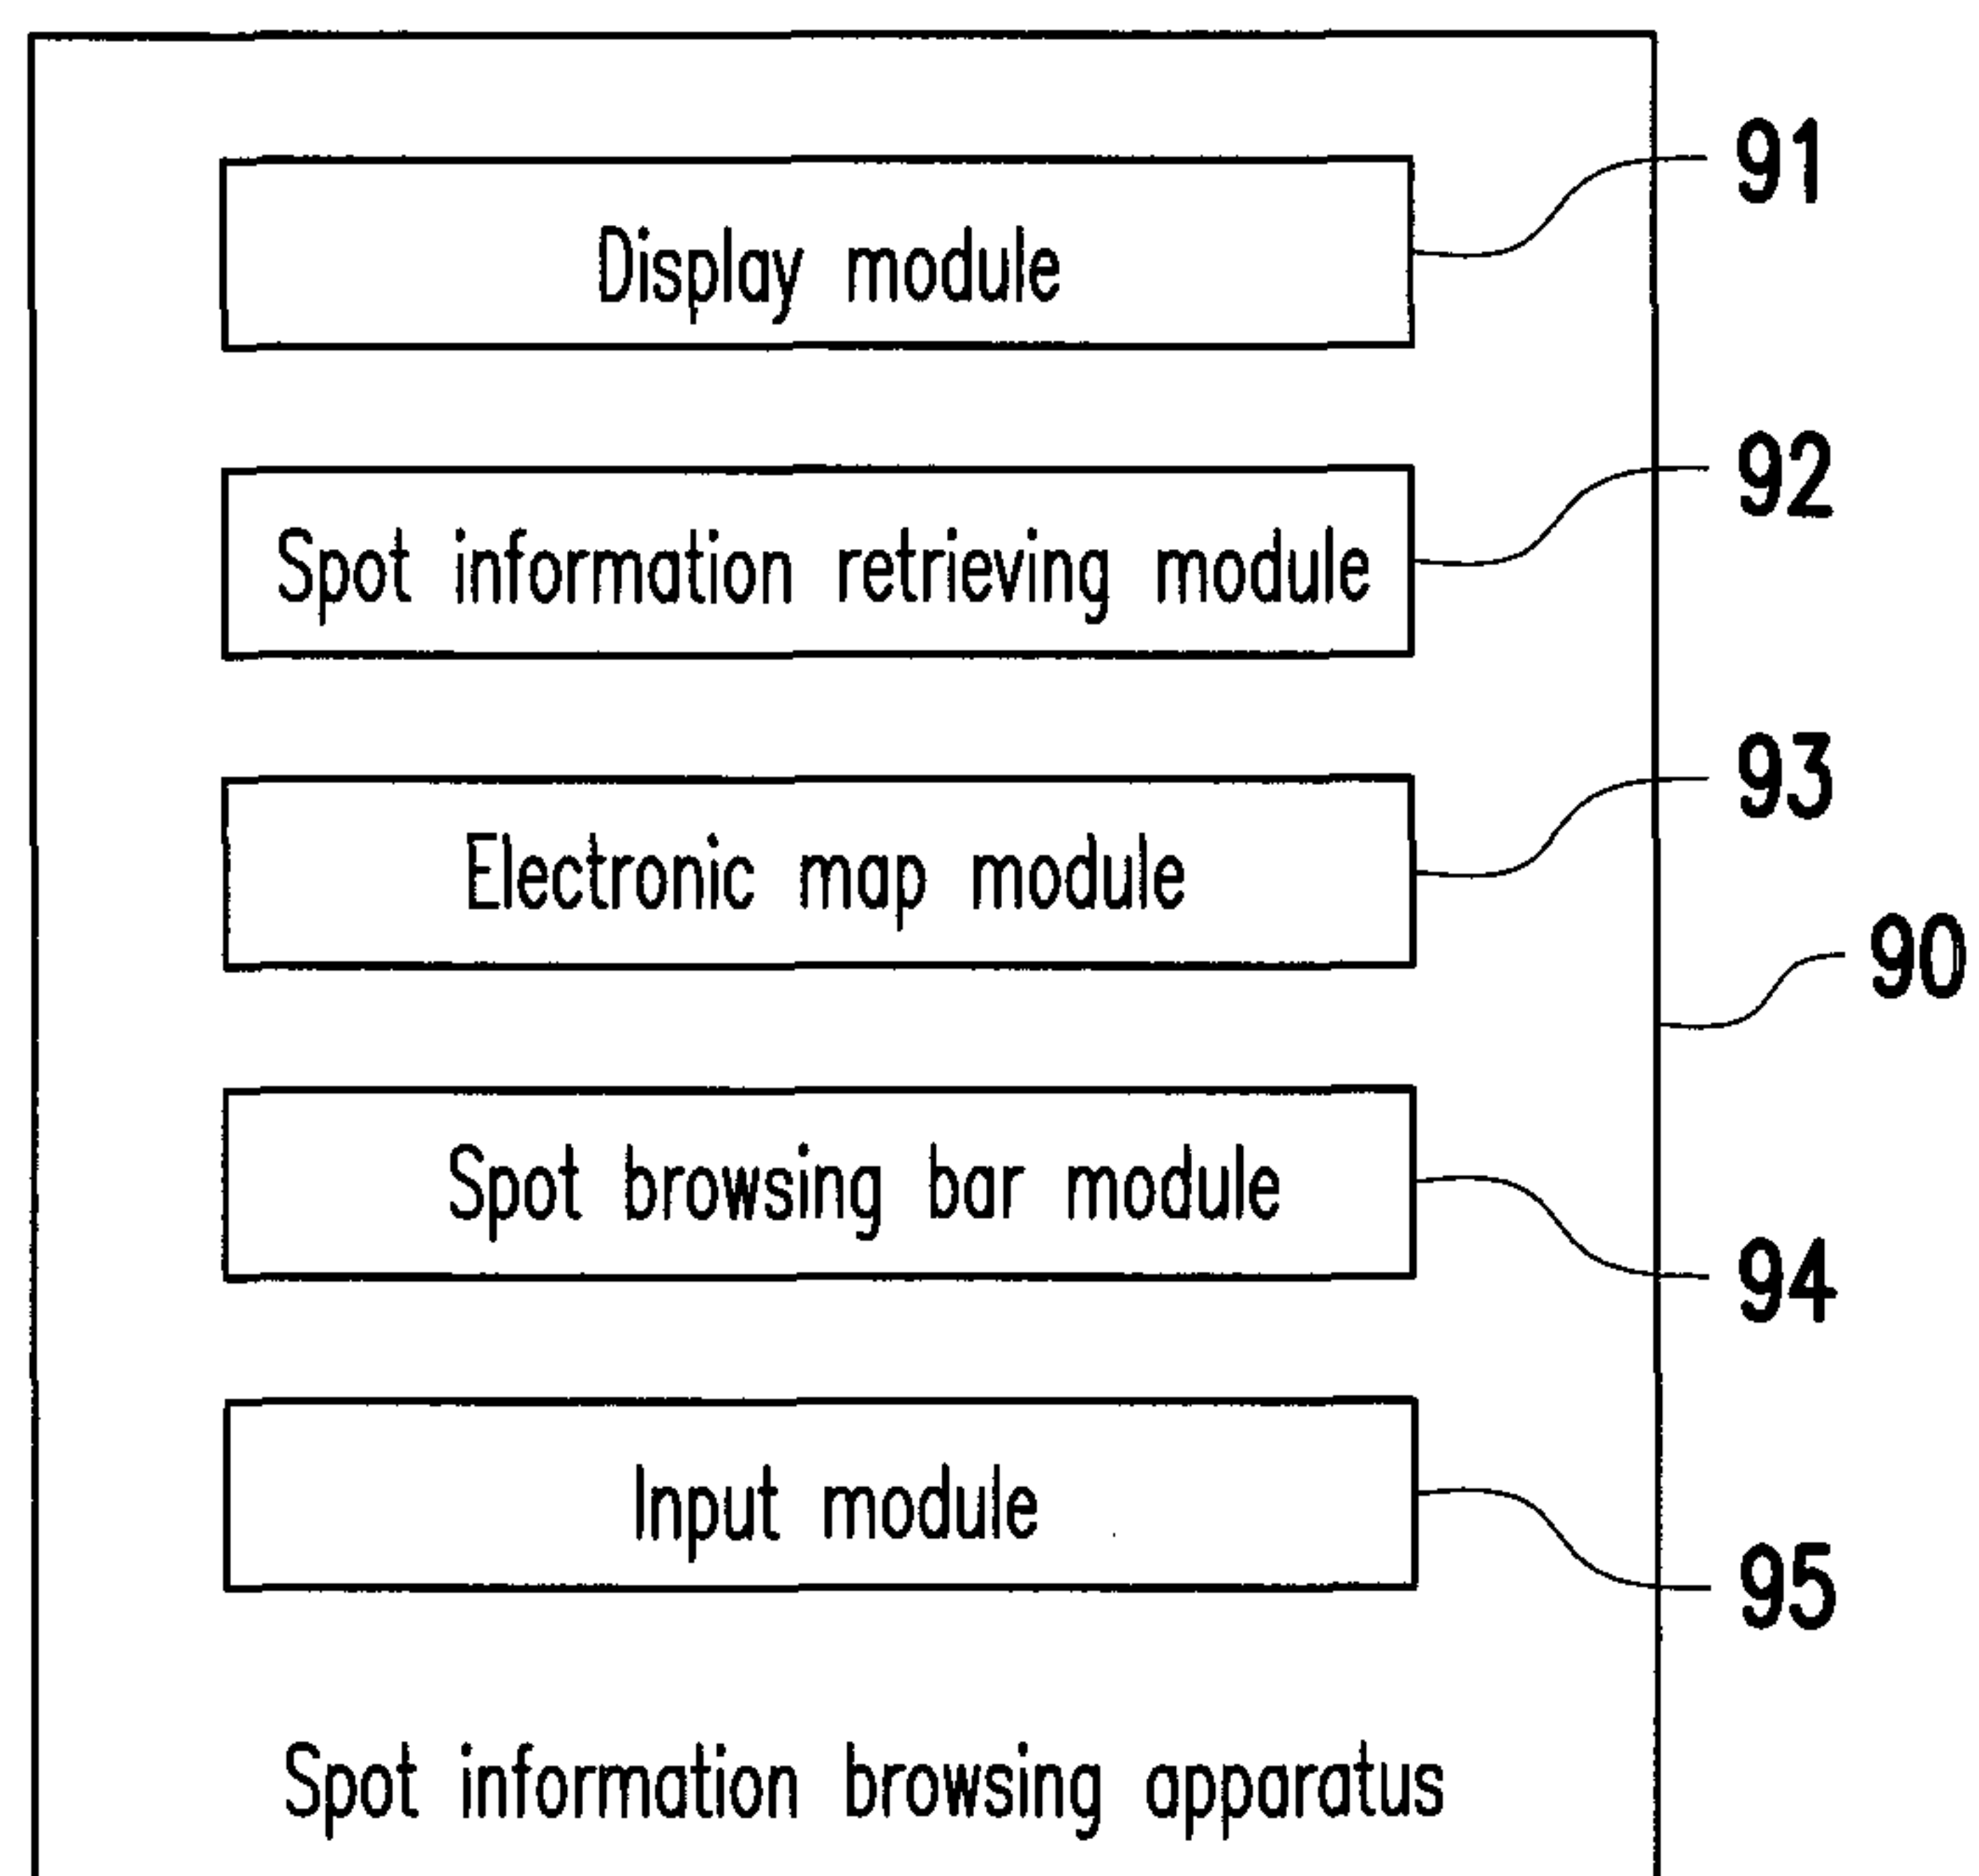 Display module
91
Spot information retrieving module
92
Electronic map module
93
90
Spot browsing bar module
94
Input module
95
Spot information browsing apparatus